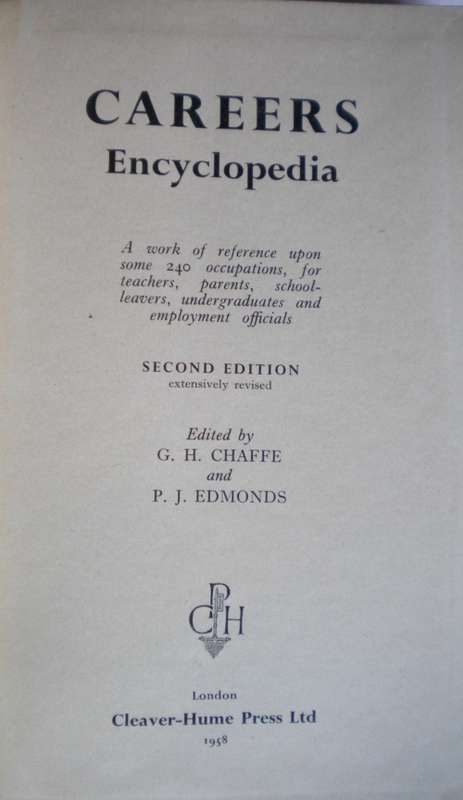 CAREERS
Encyclopedia
A work of reference upon
some 240 occupations, for
teachers, parents, school-
leavers, undergraduates and
employment officials
SECOND EDITION
extensively revised
Edited by
G. H. CHAFFE
and
P. J. EDMONDS
CPH
London
Cleaver-Hume Press Ltd
1958